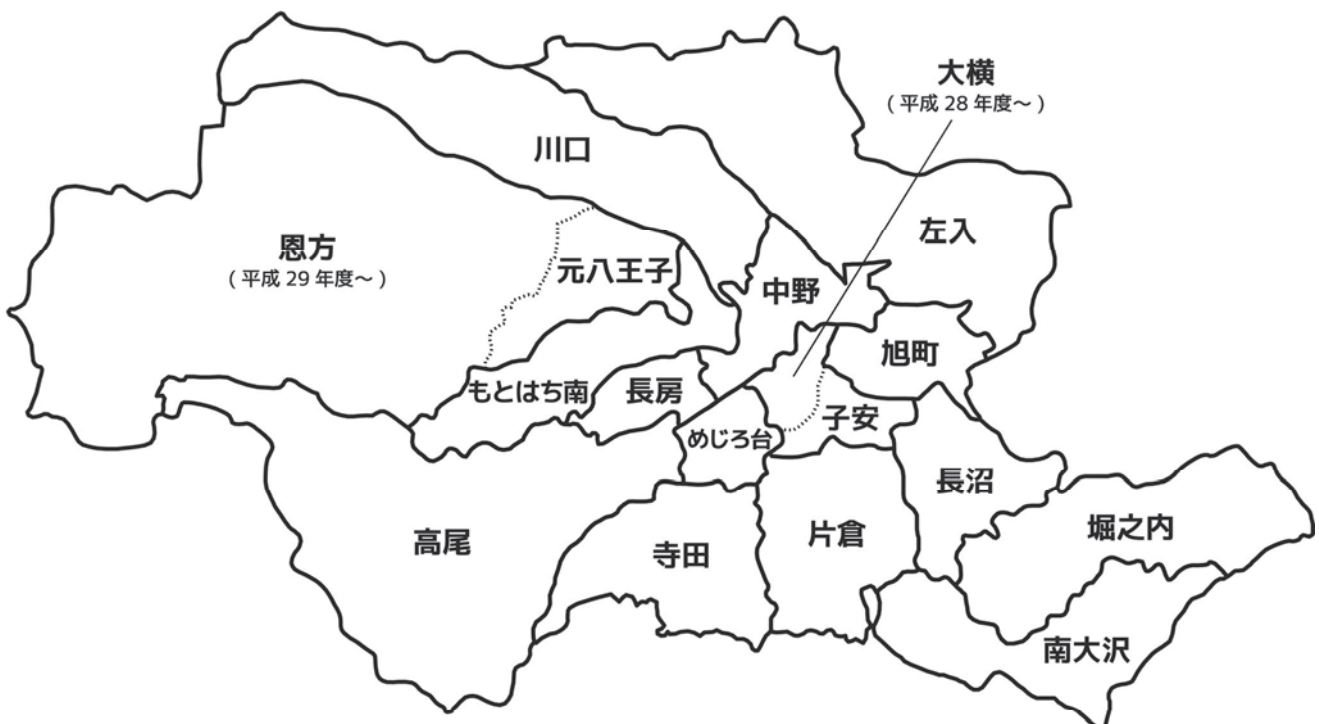 大横
（平成 28 年度～）
川口
左入
恩方
（平成 29 年度～）
元八王子
中野
旭町
もとはち南
長房
子安
めじろ台
長沼
堀之内
片倉
高尾
寺田
南大沢